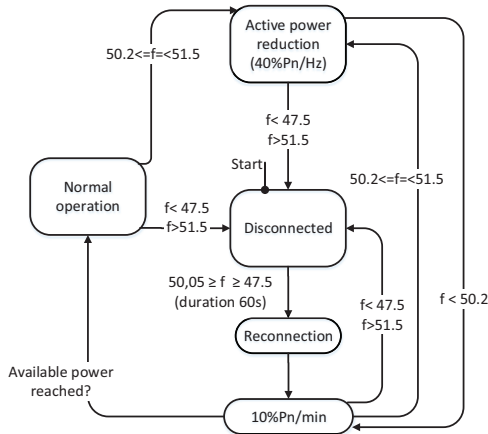 Active power
reduction
(40%Pn/Hz)
50.2<=f=<51.5
f< 47.5
f>51.5
Start
50.2<=f=<51.5
Normal
operation
f< 47.5
f>51.5
Disconnected
50,05 ≥ f ≥ 47.5
(duration 60s)
f< 47.5
f>51.5
f < 50.2
Reconnection
Available power
reached?
10%Pn/min